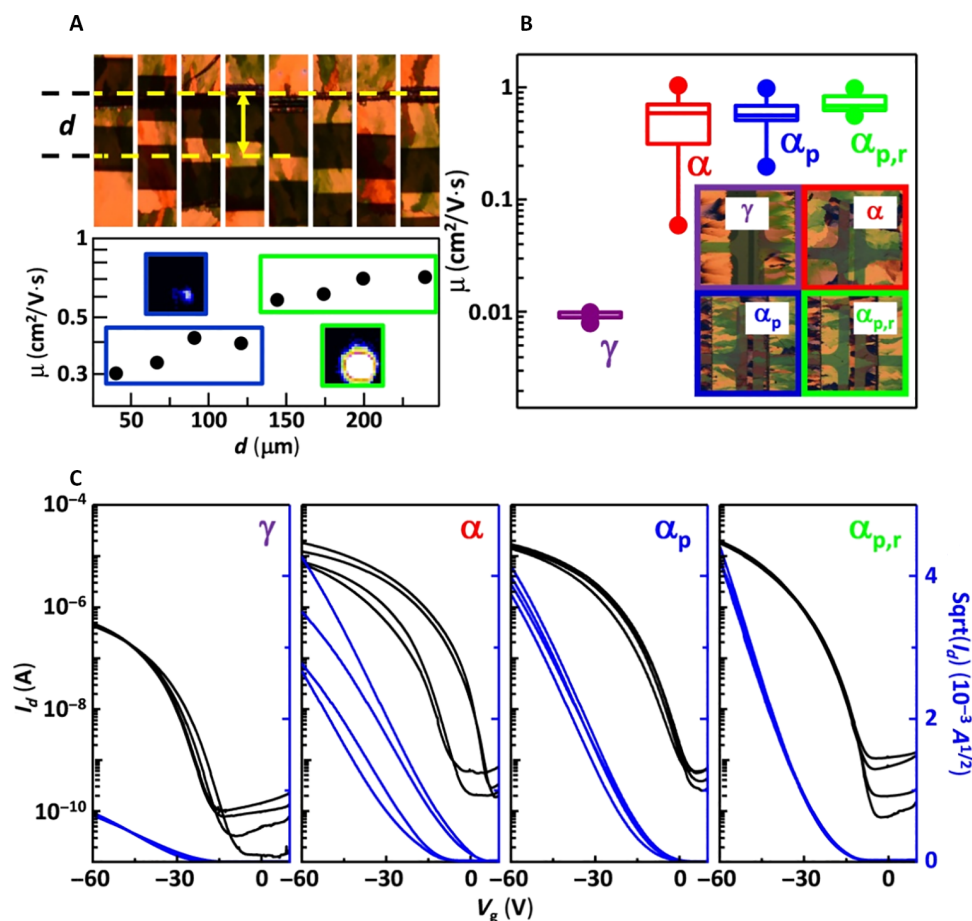 A
d
μ (cm²/V·s)
1
0.5
0.3
50 100 150 200
d (μm)
B
μ (cm²/V·s)
1
0.1
0.01
γ
α
αp
αp,r
γ
α
αp
αp,r
C
Id (A)
10⁻⁴
10⁻⁶
10⁻⁸
10⁻¹⁰
γ
α
αp
αp,r
4
2
0
Sqrt(Id) (10⁻³ A¹/²)
−60 −30 0 −60 −30 0 −60 −30 0 −60 −30 0
Vg (V)